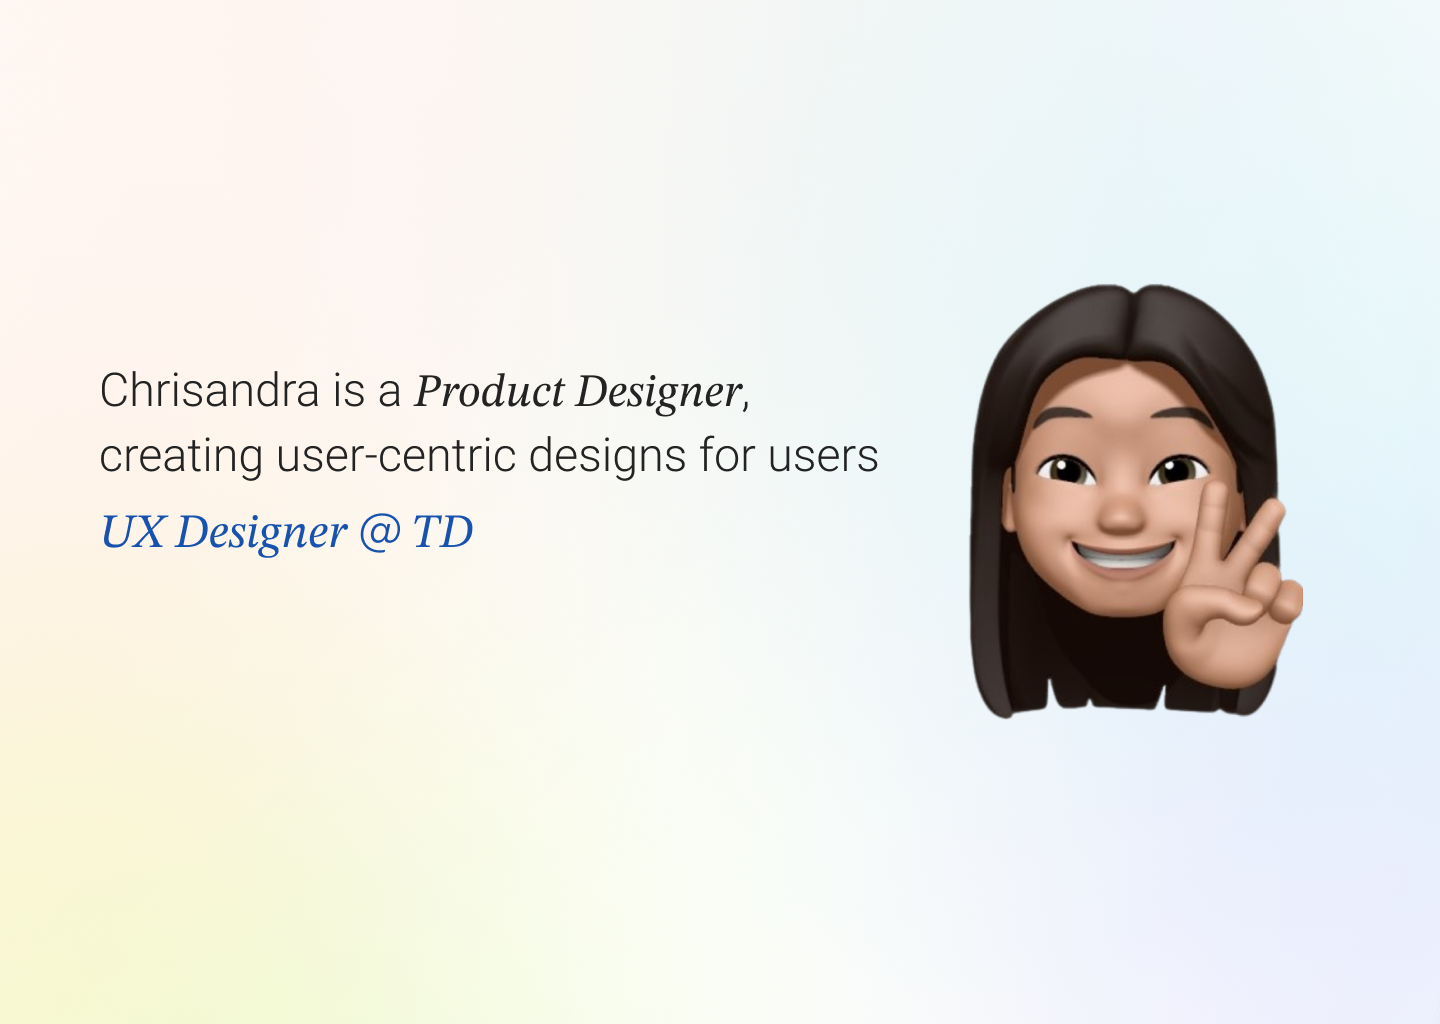 Chrisandra is a Product Designer,
creating user-centric designs for users
UX Designer @ TD